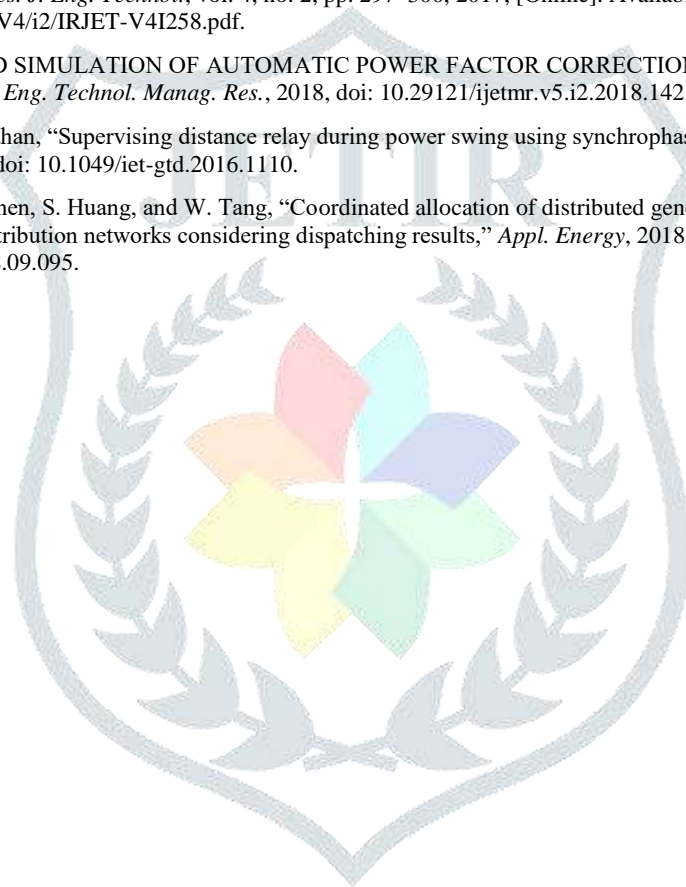 es. J. Eng. Technol., vol. 4, no. 2, pp. 297–300, 2017, [Online]. Availab
V4/i2/IRJET-V4I258.pdf.
D SIMULATION OF AUTOMATIC POWER FACTOR CORRECTION
Eng. Technol. Manag. Res., 2018, doi: 10.29121/ijetmr.v5.i2.2018.142
han, “Supervising distance relay during power swing using synchrophas
doi: 10.1049/iet-gtd.2016.1110.
hen, S. Huang, and W. Tang, “Coordinated allocation of distributed gene
tribution networks considering dispatching results,” Appl. Energy, 2018
.09.095.
JETIR